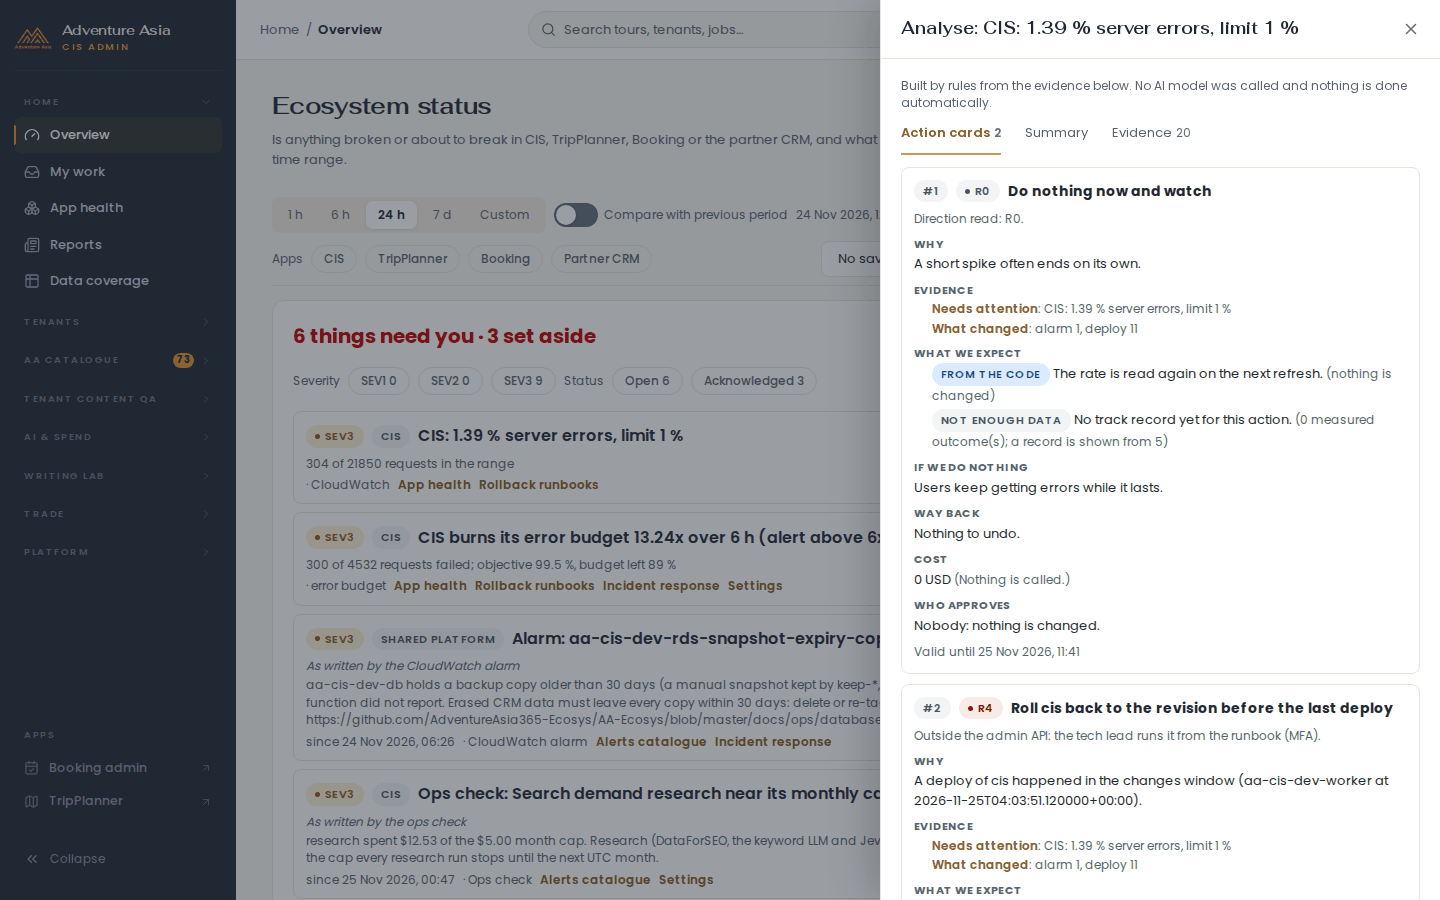 Adventure Asia
CIS ADMIN
HOME
Overview
My work
App health
Reports
Data coverage
TENANTS
AA CATALOGUE 73
TENANT CONTENT QA
AI & SPEND
WRITING LAB
TRADE
PLATFORM
APPS
Booking admin
TripPlanner
Collapse
Home / Overview
Search tours, tenants, jobs...
Ecosystem status
Is anything broken or about to break in CIS, TripPlanner, Booking or the partner CRM, and what
time range.
1 h 6 h 24 h 7 d Custom Compare with previous period 24 Nov 2026,
Apps CIS TripPlanner Booking Partner CRM No sav
6 things need you · 3 set aside
Severity SEV1 0 SEV2 0 SEV3 9 Status Open 6 Acknowledged 3
SEV3 CIS CIS: 1.39 % server errors, limit 1 %
304 of 21850 requests in the range
· CloudWatch App health Rollback runbooks
SEV3 CIS CIS burns its error budget 13.24x over 6 h (alert above 6x
300 of 4532 requests failed; objective 99.5 %, budget left 89 %
· error budget App health Rollback runbooks Incident response Settings
SEV3 SHARED PLATFORM Alarm: aa-cis-dev-rds-snapshot-expiry-cop
As written by the CloudWatch alarm
aa-cis-dev-db holds a backup copy older than 30 days (a manual snapshot kept by keep-*,
function did not report. Erased CRM data must leave every copy within 30 days: delete or re-ta
https://github.com/AdventureAsia365-Ecosys/AA-Ecosys/blob/master/docs/ops/database
since 24 Nov 2026, 06:26 · CloudWatch alarm Alerts catalogue Incident response
SEV3 CIS Ops check: Search demand research near its monthly ca
As written by the ops check
research spent $12.53 of the $5.00 month cap. Research (DataForSEO, the keyword LLM and Jev
the cap every research run stops until the next UTC month.
since 25 Nov 2026, 00:47 · Ops check Alerts catalogue Settings
Analyse: CIS: 1.39 % server errors, limit 1 %
Built by rules from the evidence below. No AI model was called and nothing is done
automatically.
Action cards 2 Summary Evidence 20
#1 R0 Do nothing now and watch
Direction read: R0.
WHY
A short spike often ends on its own.
EVIDENCE
Needs attention: CIS: 1.39 % server errors, limit 1 %
What changed: alarm 1, deploy 11
WHAT WE EXPECT
FROM THE CODE The rate is read again on the next refresh. (nothing is
changed)
NOT ENOUGH DATA No track record yet for this action. (0 measured
outcome(s); a record is shown from 5)
IF WE DO NOTHING
Users keep getting errors while it lasts.
WAY BACK
Nothing to undo.
COST
0 USD (Nothing is called.)
WHO APPROVES
Nobody: nothing is changed.
Valid until 25 Nov 2026, 11:41
#2 R4 Roll cis back to the revision before the last deploy
Outside the admin API: the tech lead runs it from the runbook (MFA).
WHY
A deploy of cis happened in the changes window (aa-cis-dev-worker at
2026-11-25T04:03:51.120000+00:00).
EVIDENCE
Needs attention: CIS: 1.39 % server errors, limit 1 %
What changed: alarm 1, deploy 11
WHAT WE EXPECT